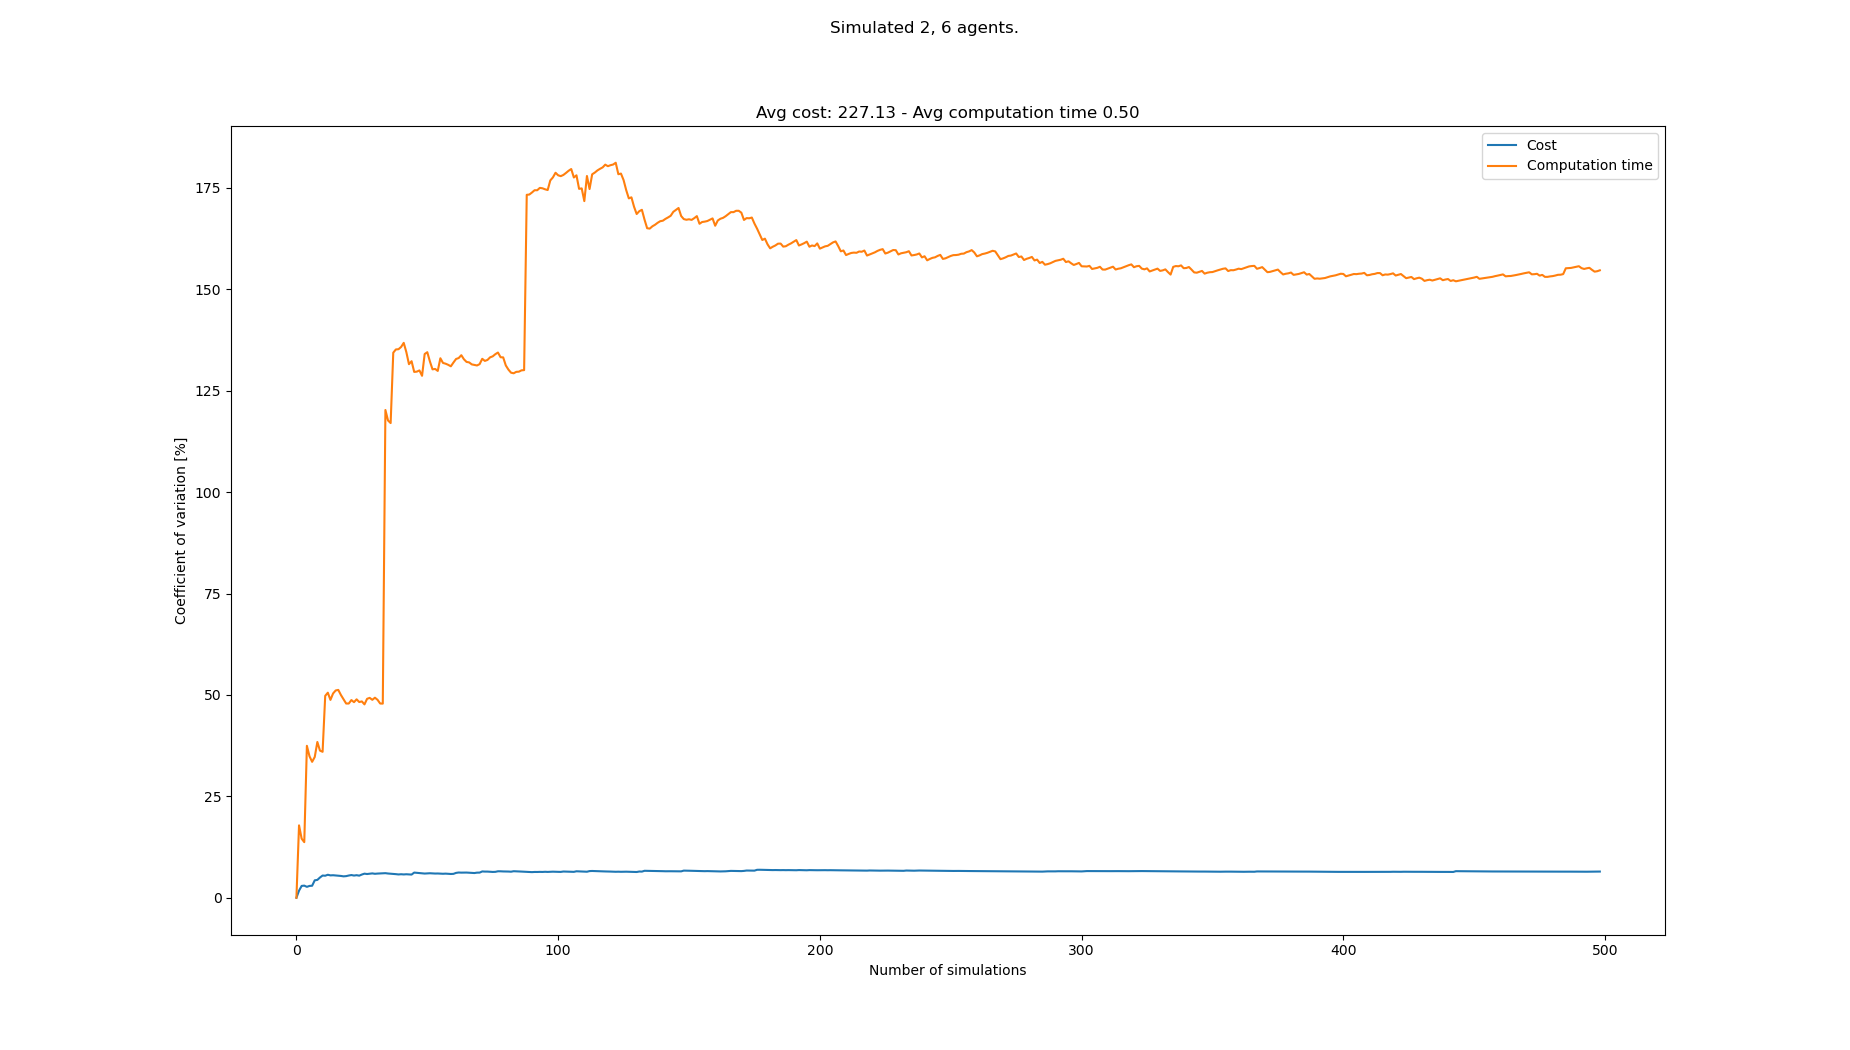 Simulated 2, 6 agents.
Avg cost: 227.13 - Avg computation time 0.50
Cost
Computation time
175
150
125
100
75
50
25
0
Coefficient of variation [%]
0 100 200 300 400 500
Number of simulations